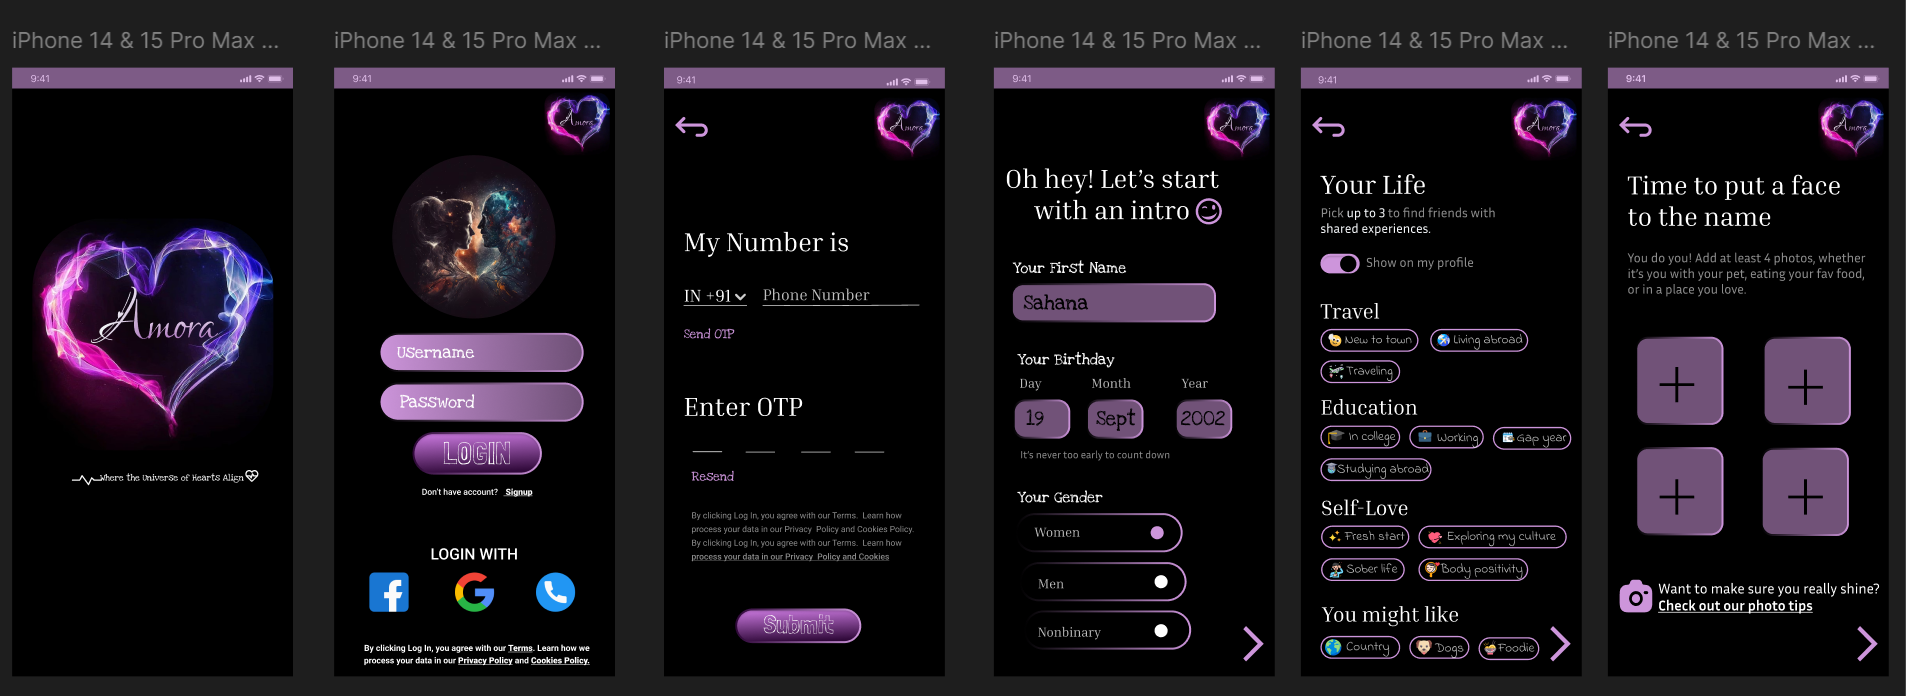 iPhone 14 & 15 Pro Max ...
9:41
Amora
Where the Universe of Hearts Align
iPhone 14 & 15 Pro Max ...
9:41
Amora
Username
Password
LOGIN
Don't have account? Signup
LOGIN WITH
By clicking Log In, you agree with our Terms. Learn how we
process your data in our Privacy Policy and Cookies Policy.
iPhone 14 & 15 Pro Max ...
9:41
Amora
My Number is
IN +91 Phone Number
Send OTP
Enter OTP
Resend
By clicking Log In, you agree with our Terms. Learn how
process your data in our Privacy Policy and Cookies Policy.
By clicking Log In, you agree with our Terms. Learn how
process your data in our Privacy Policy and Cookies
Submit
iPhone 14 & 15 Pro Max ...
9:41
Amora
Oh hey! Let's start
with an intro
Your First Name
Sahana
Your Birthday
Day Month Year
19 Sept 2002
It's never too early to count down
Your Gender
Women
Men
Nonbinary
iPhone 14 & 15 Pro Max ...
9:41
Amora
Your Life
Pick up to 3 to find friends with
shared experiences.
Show on my profile
Travel
New to town Living abroad
Traveling
Education
In college Working Gap year
Studying abroad
Self-Love
Fresh start Exploring my culture
Sober life Body positivity
You might like
Country Dogs Foodie
iPhone 14 & 15 Pro Max ...
9:41
Amora
Time to put a face
to the name
You do you! Add at least 4 photos, whether
it's you with your pet, eating your fav food,
or in a place you love.
Want to make sure you really shine?
Check out our photo tips